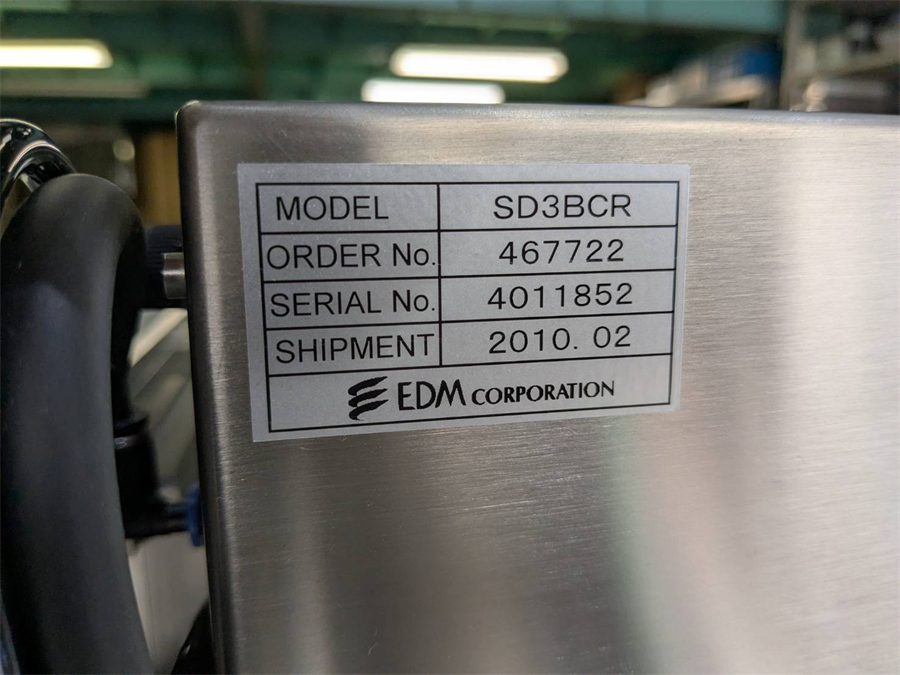 MODEL SD3BCR
ORDER No. 467722
SERIAL No. 4011852
SHIPMENT 2010. 02
EDM CORPORATION